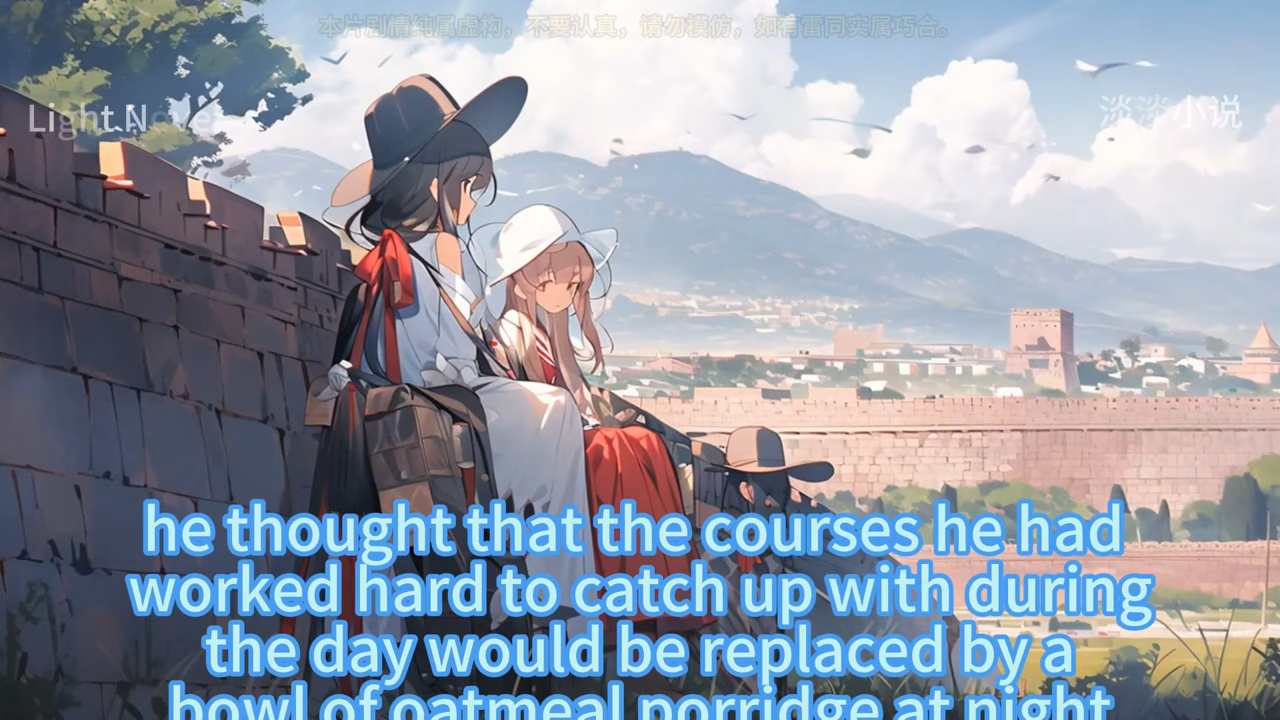 本片剧情纯属虚构，不要认真，请勿模仿，如有雷同实属巧合。
Light Novel
淡淡小说
he thought that the courses he had
worked hard to catch up with during
the day would be replaced by a
bowl of oatmeal porridge at night